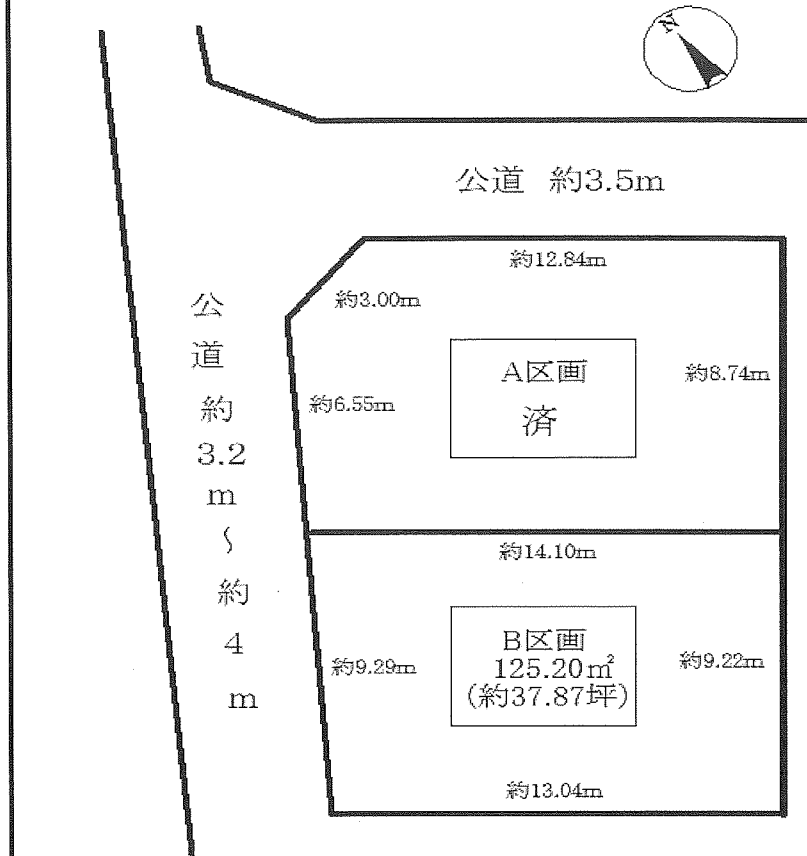 N
公道 約3.5m
約12.84m
約3.00m
公道約3.2m～約4m
A区画
済
約8.74m
約6.55m
約14.10m
B区画
125.20㎡
(約37.87坪)
約9.29m
約9.22m
約13.04m